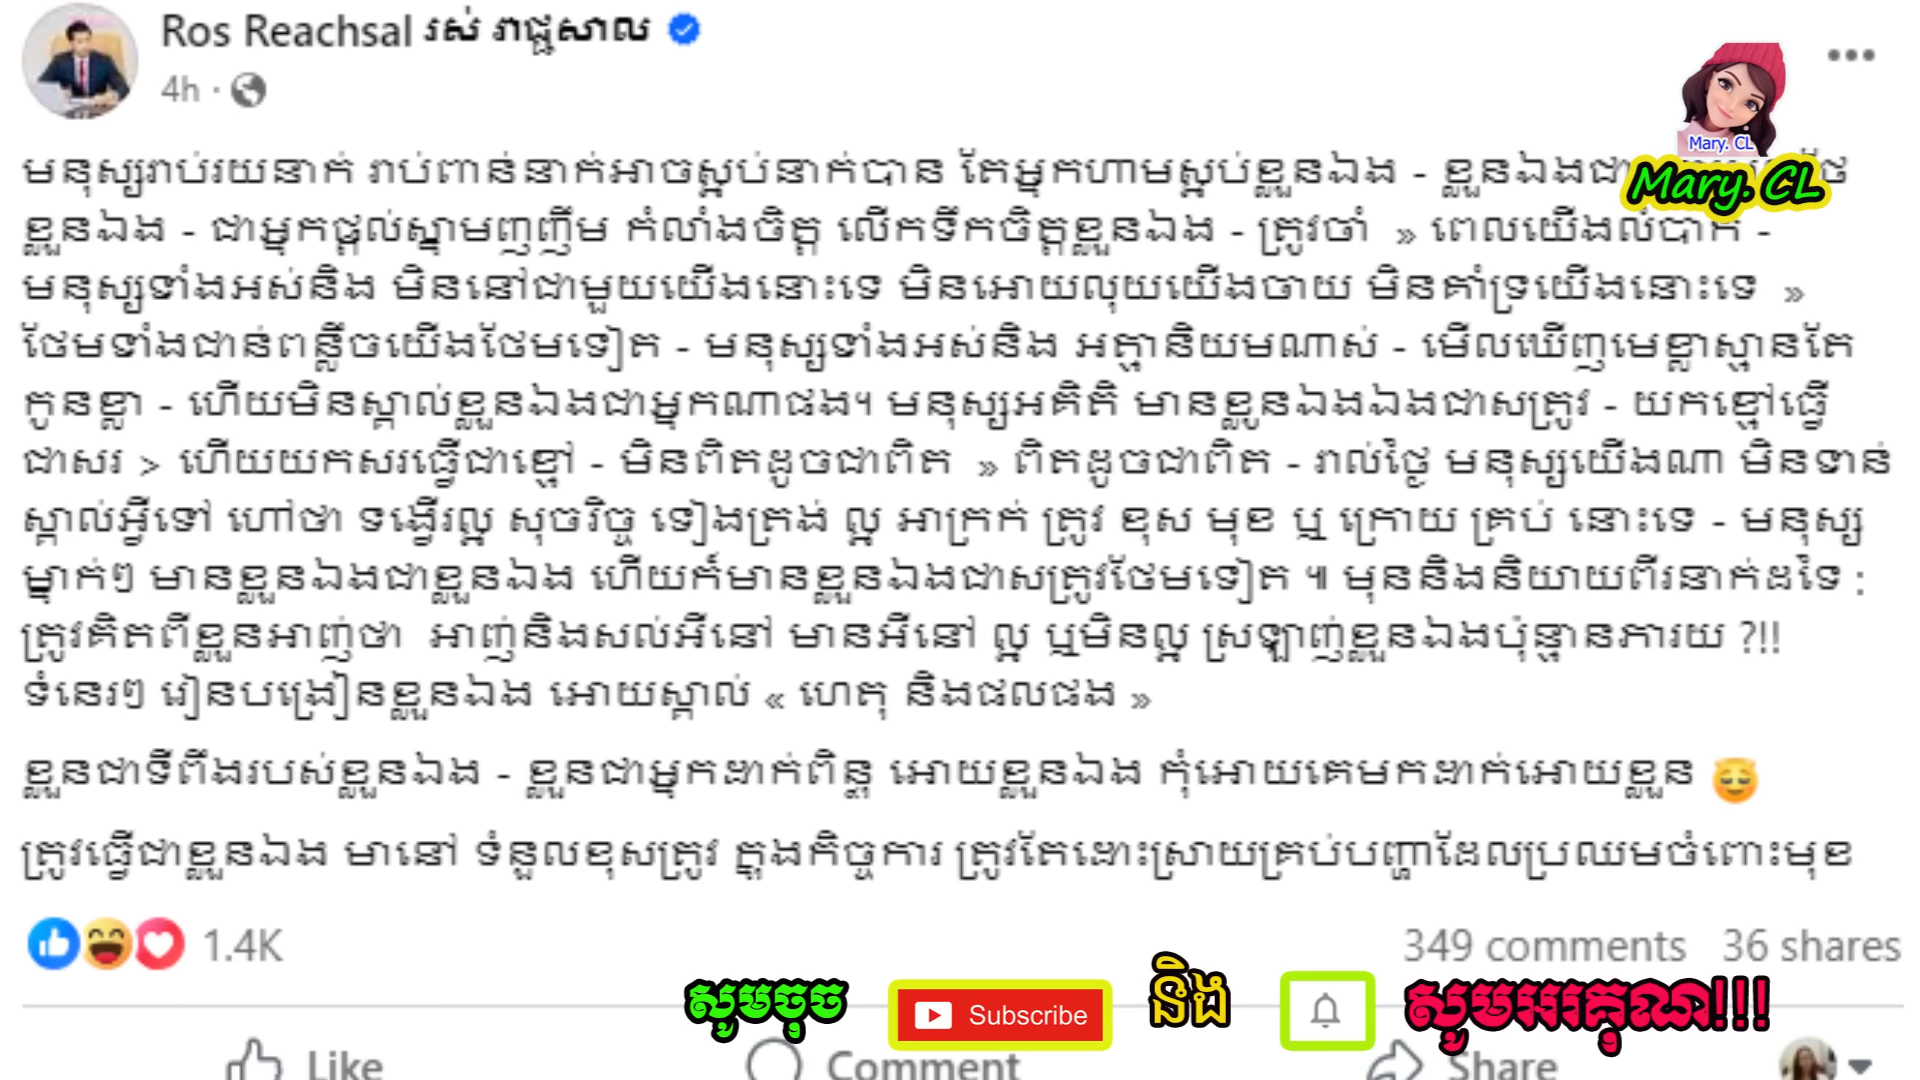 Ros Reachsal រស់ រាជ្ជសាល
4h ·
Mary. CL
Mary. CL
មនុស្សរាប់រយនាក់ រាប់ពាន់នាក់អាចស្អប់នាក់បាន តែអ្នកហាមស្អប់ខ្លួនឯង - ខ្លួនឯងជា
ខ្លួនឯង - ជាអ្នកផ្តល់ស្នាមញញឹម កំលាំងចិត្ត លើកទឹកចិត្តខ្លួនឯង - ត្រូវចាំ » ពេលយើងលំបាក -
មនុស្សទាំងអស់និង មិននៅជាមួយយើងនោះទេ មិនអោយលុយយើងចាយ មិនគាំទ្រយើងនោះទេ »
ថែមទាំងជាន់ពន្លិចយើងថែមទៀត - មនុស្សទាំងអស់និង អត្មានិយមណាស់ - មើលឃើញមេខ្លាស្មានតែ
កូនខ្លា - ហើយមិនស្គាល់ខ្លួនឯងជាអ្នកណាផង។ មនុស្សអគិតិ មានខ្លួនឯងឯងជាសត្រូវ - យកខ្មៅធ្វើ
ជាសរ > ហើយយកសរធ្វើជាខ្មៅ - មិនពិតដូចជាពិត » ពិតដូចជាពិត - រាល់ថ្ងៃ មនុស្សយើងណា មិនទាន់
ស្គាល់អ្វីទៅ ហៅថា ទង្វើរល្អ សុចរិច្ច ទៀងត្រង់ ល្អ អាក្រក់ ត្រូវ ខុស មុខ ឬ ក្រោយ គ្រប់ នោះទេ - មនុស្ស
ម្នាក់ៗ មានខ្លួនឯងជាខ្លួនឯង ហើយក៍មានខ្លួនឯងជាសត្រូវថែមទៀត ៕ មុននិងនិយាយពីរនាក់ដទៃ :
ត្រូវគិតពីខ្លួនអាញ់ថា អាញ់និងសល់អីនៅ មានអីនៅ ល្អ ឬមិនល្អ ស្រឡាញ់ខ្លួនឯងប៉ុន្មានភារយ ?!!
ទំនេរៗ រៀនបង្រៀនខ្លួនឯង អោយស្គាល់ « ហេតុ និងផលផង »
ខ្លួនជាទីពឹងរបស់ខ្លួនឯង - ខ្លួនជាអ្នកដាក់ពិន្ទុ អោយខ្លួនឯង កុំអោយគេមកដាក់អោយខ្លួន
ត្រូវធ្វើជាខ្លួនឯង មានៅ ទំនួលខុសត្រូវ ក្នុងកិច្ចការ ត្រូវតែដោះស្រាយគ្រប់បញ្ហាដែលប្រឈមចំពោះមុខ
1.4K 349 comments 36 shares
សូមចុច Subscribe និង សូមអរគុណ!!!
Like Comment Share